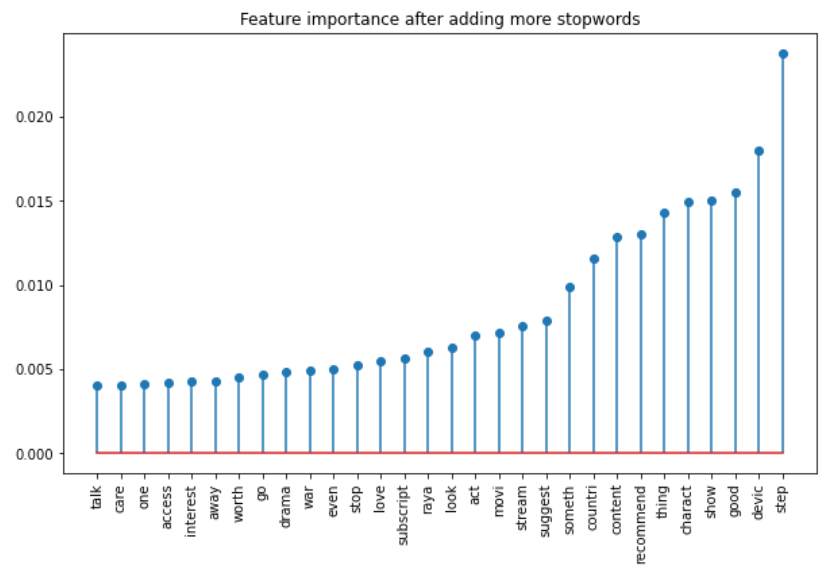 Feature importance after adding more stopwords
0.020
0.015
0.010
0.005
0.000
talk
care
one
access
interest
away
worth
go
drama
war
even
stop
love
subscript
raya
look
act
movi
stream
suggest
someth
countri
content
recommend
thing
charact
show
good
devic
step